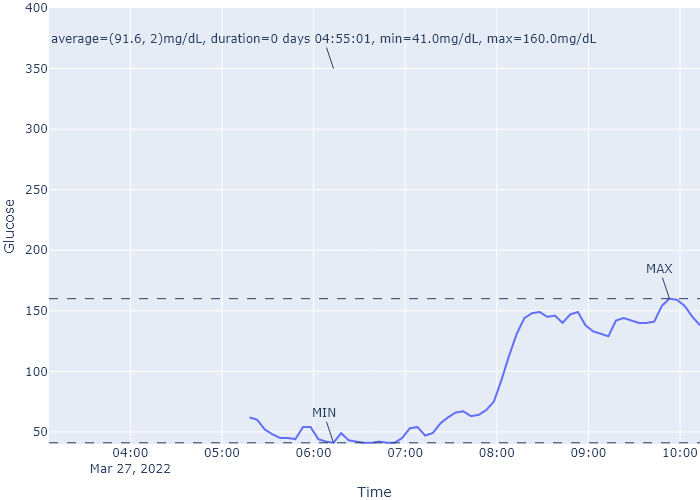 400
average=(91.6, 2)mg/dL, duration=0 days 04:55:01, min=41.0mg/dL, max=160.0mg/dL
350
300
250
Glucose
200
MAX
150
100
MIN
50
04:00 05:00 06:00 07:00 08:00 09:00 10:00
Mar 27, 2022
Time